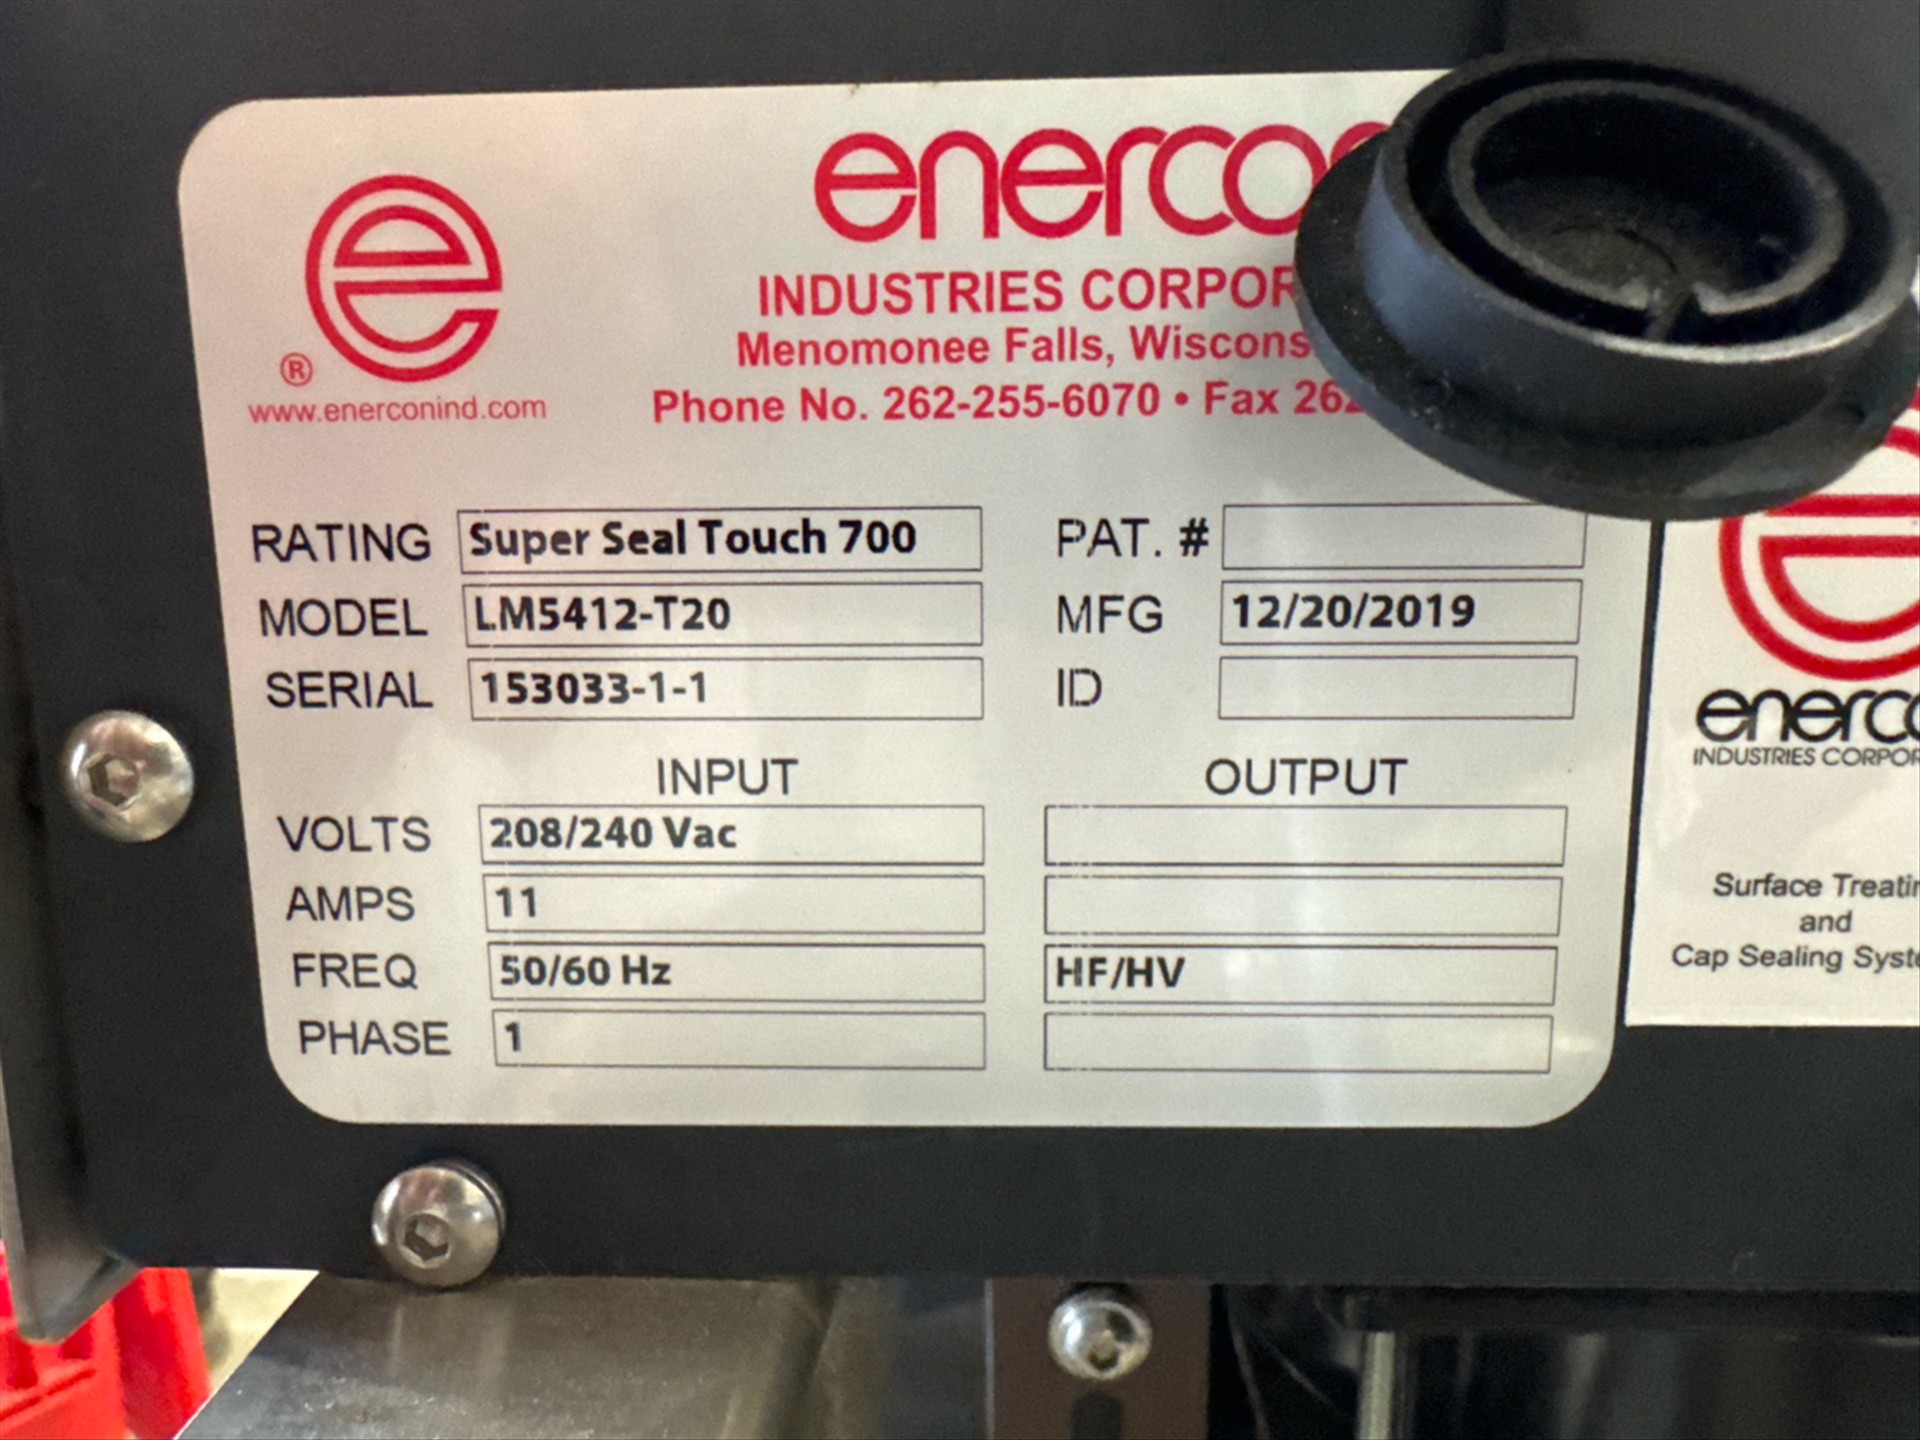 enerco
INDUSTRIES CORPOR
Menomonee Falls, Wiscons
Phone No. 262-255-6070 • Fax 262
®
www.enerconind.com
RATING Super Seal Touch 700 PAT. #
MODEL LM5412-T20 MFG 12/20/2019
SERIAL 153033-1-1 ID
INPUT OUTPUT
VOLTS 208/240 Vac
AMPS 11
FREQ 50/60 Hz HF/HV
PHASE 1
enerco
INDUSTRIES CORPOR
Surface Treatin
and
Cap Sealing Syste